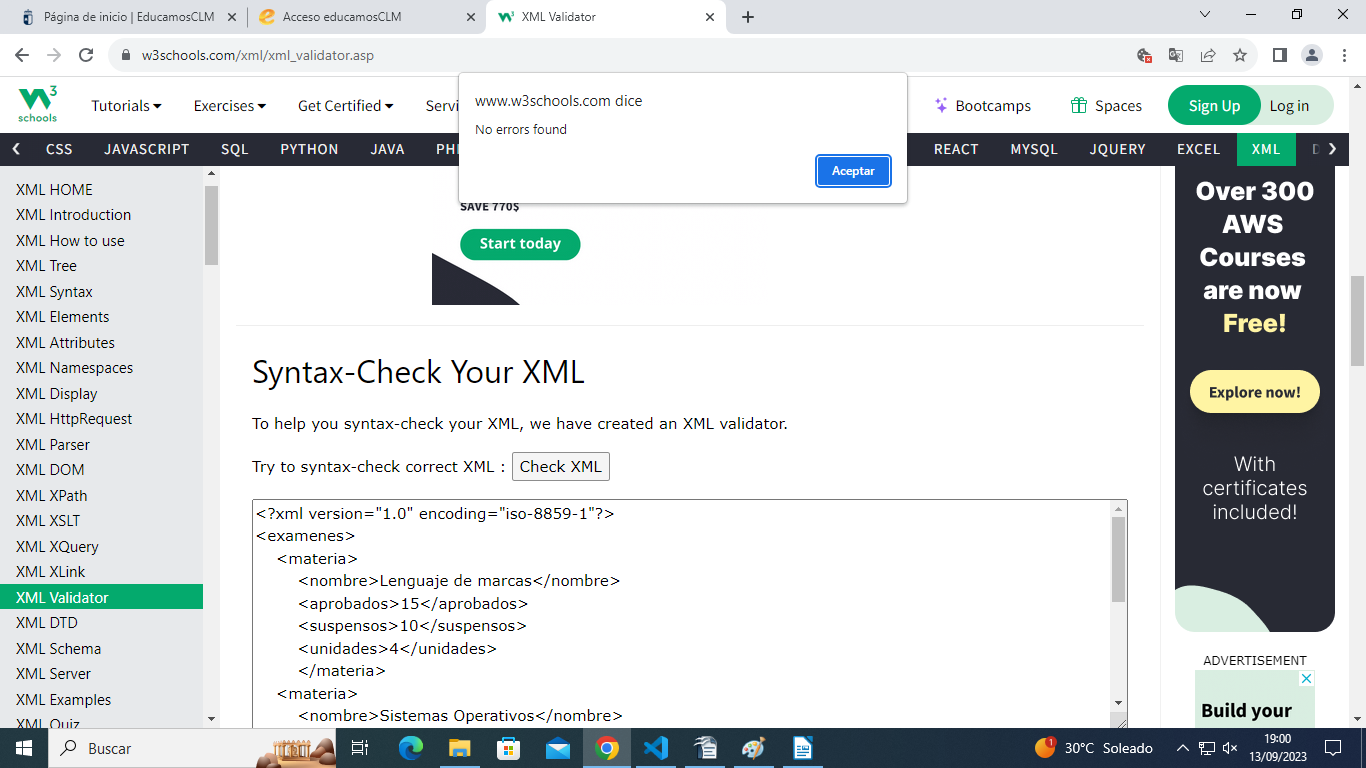 Página de inicio | EducamosCLM
Acceso educamosCLM
XML Validator
w3schools.com/xml/xml_validator.asp
3
schools
Tutorials
Exercises
Get Certified
Servi
Bootcamps
Spaces
Sign Up
Log in
www.w3schools.com dice
No errors found
Aceptar
CSS
JAVASCRIPT
SQL
PYTHON
JAVA
REACT
MYSQL
JQUERY
EXCEL
XML
XML HOME
XML Introduction
XML How to use
XML Tree
XML Syntax
XML Elements
XML Attributes
XML Namespaces
XML Display
XML HttpRequest
XML Parser
XML DOM
XML XPath
XML XSLT
XML XQuery
XML XLink
XML Validator
XML DTD
XML Schema
XML Server
XML Examples
XML Quiz
SAVE 770$
Start today
Syntax-Check Your XML
To help you syntax-check your XML, we have created an XML validator.
Try to syntax-check correct XML :
Check XML
<?xml version="1.0" encoding="iso-8859-1"?>
<examenes>
<materia>
<nombre>Lenguaje de marcas</nombre>
<aprobados>15</aprobados>
<suspensos>10</suspensos>
<unidades>4</unidades>
</materia>
<materia>
<nombre>Sistemas Operativos</nombre>
Over 300
AWS
Courses
are now
Free!
Explore now!
With
certificates
included!
ADVERTISEMENT
Build your
Buscar
1
30°C Soleado
19:00
13/09/2023